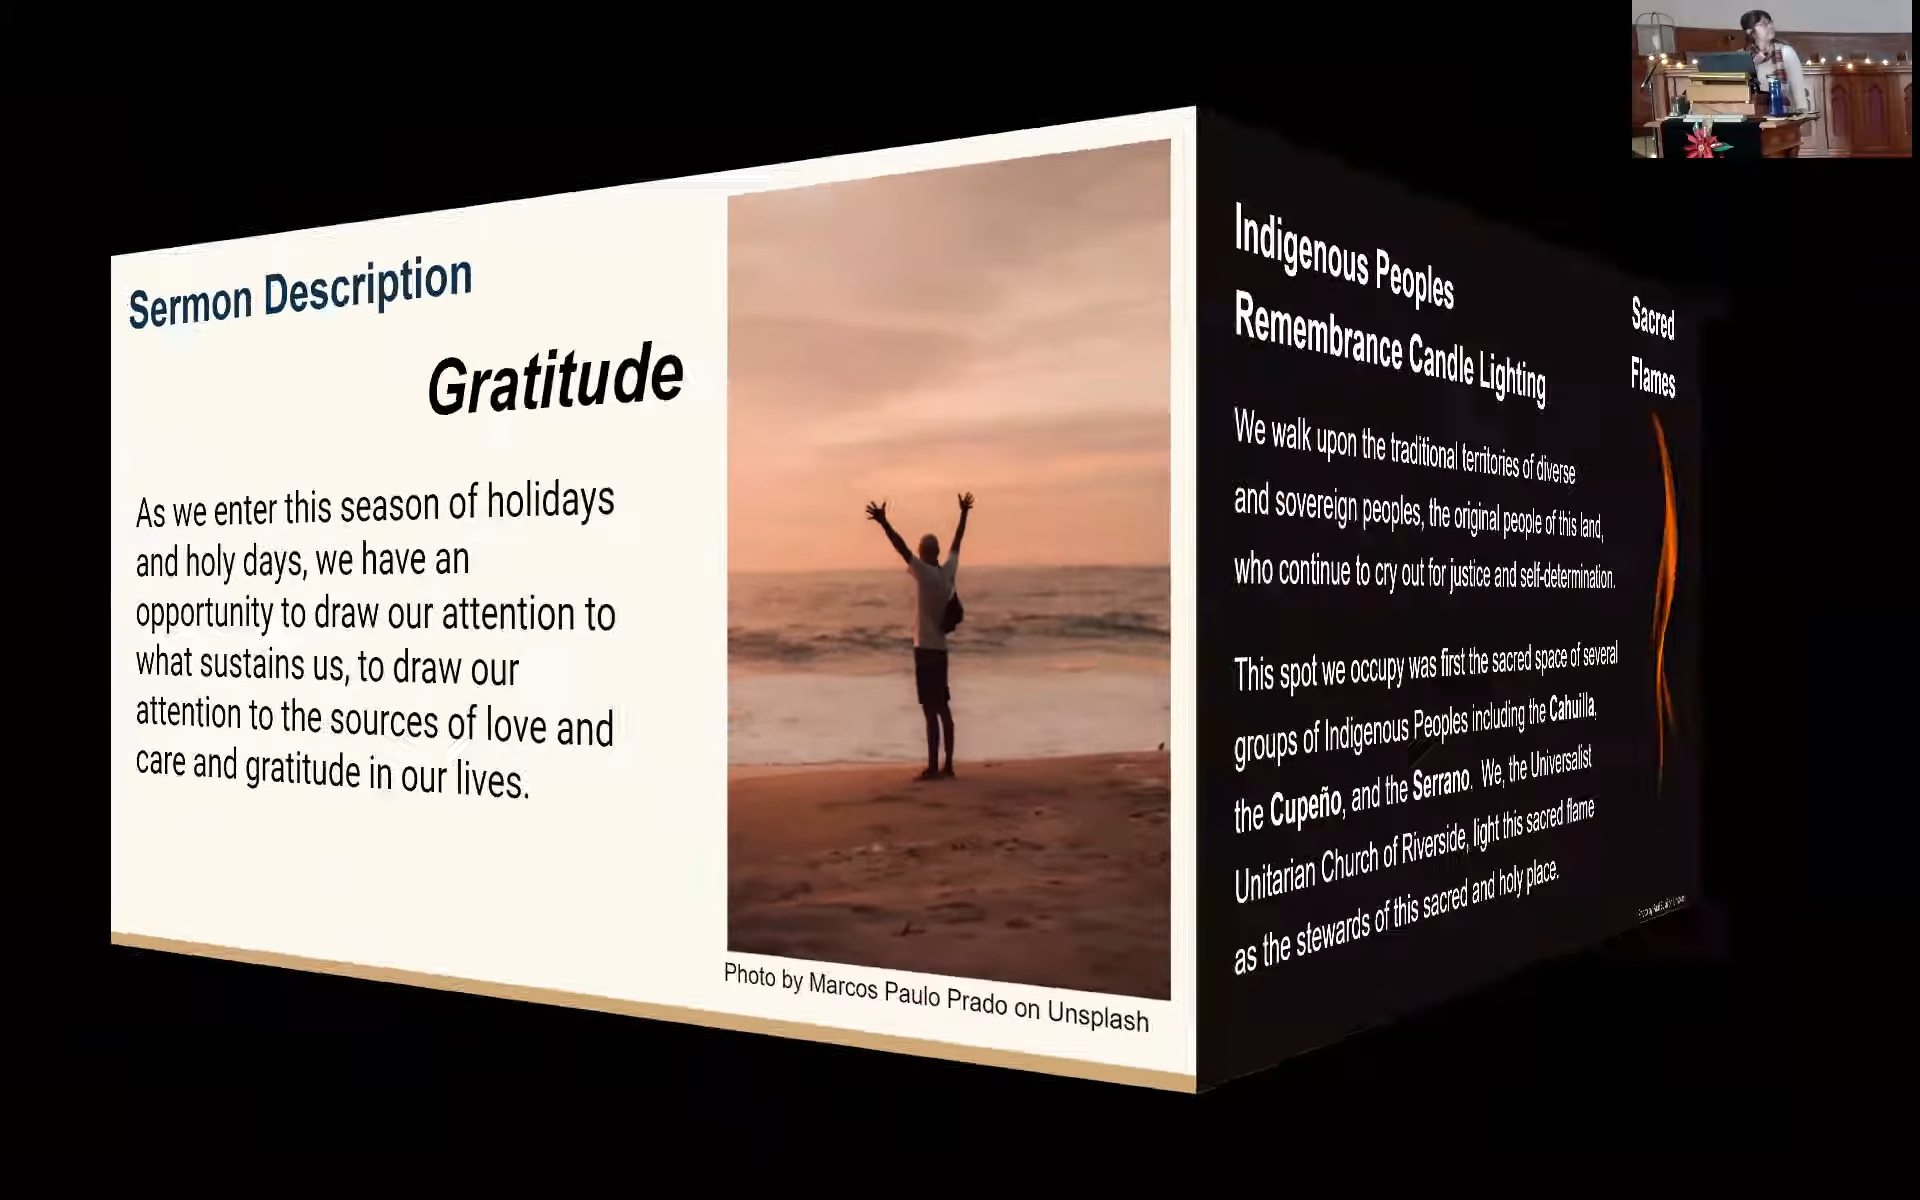 Sermon Description
Gratitude
As we enter this season of holidays
and holy days, we have an
opportunity to draw our attention to
what sustains us, to draw our
attention to the sources of love and
care and gratitude in our lives.
Photo by Marcos Paulo Prado on Unsplash
Indigenous Peoples
Remembrance Candle Lighting
We walk upon the traditional territories of diverse
and sovereign peoples, the original people of this land,
who continue to cry out for justice and self-determination.
This spot we occupy was first the sacred space of several
groups of Indigenous Peoples including the Cahuilla,
the Cupeño, and the Serrano. We, the Universalist
Unitarian Church of Riverside, light this sacred flame
as the stewards of this sacred and holy place.
Sacred
Flames